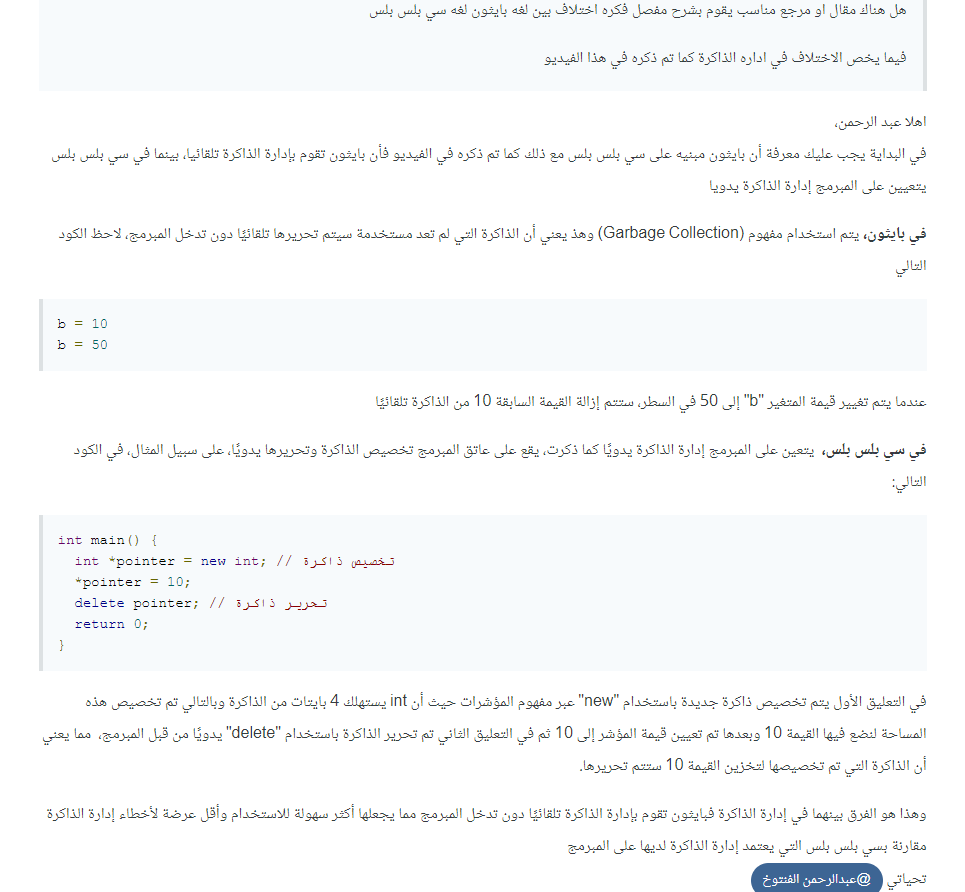 هل هناك مقال او مرجع مناسب يقوم بشرح مفصل فكره اختلاف بين لغه بايثون لغه سي بلس بلس
فيما يخص الاختلاف في اداره الذاكرة كما تم ذكره في هذا الفيديو
اهلا عبد الرحمن،
في البداية يجب عليك معرفة أن بايثون مبنيه على سي بلس بلس مع ذلك كما تم ذكره في الفيديو فأن بايثون تقوم بإدارة الذاكرة تلقائيا، بينما في سي بلس بلس
يتعيين على المبرمج إدارة الذاكرة يدويا
في بايثون، يتم استخدام مفهوم (Garbage Collection) وهذ يعني أن الذاكرة التي لم تعد مستخدمة سيتم تحريرها تلقائيًا دون تدخل المبرمج، لاحظ الكود
التالي
b = 10
b = 50
عندما يتم تغيير قيمة المتغير "b" إلى 50 في السطر، ستتم إزالة القيمة السابقة 10 من الذاكرة تلقائيًا
في سي بلس بلس، يتعين على المبرمج إدارة الذاكرة يدويًا كما ذكرت، يقع على عاتق المبرمج تخصيص الذاكرة وتحريرها يدويًا، على سبيل المثال، في الكود
التالي:
int main() {
int *pointer = new int; // تخصيص ذاكرة
*pointer = 10;
delete pointer; // تحرير ذاكرة
return 0;
}
في التعليق الأول يتم تخصيص ذاكرة جديدة باستخدام "new" عبر مفهوم المؤشرات حيث أن int يستهلك 4 بايتات من الذاكرة وبالتالي تم تخصيص هذه
المساحة لنضع فيها القيمة 10 وبعدها تم تعيين قيمة المؤشر إلى 10 ثم في التعليق الثاني تم تحرير الذاكرة باستخدام "delete" يدويًا من قبل المبرمج، مما يعني
أن الذاكرة التي تم تخصيصها لتخزين القيمة 10 ستتم تحريرها.
وهذا هو الفرق بينهما في إدارة الذاكرة فبايثون تقوم بإدارة الذاكرة تلقائيًا دون تدخل المبرمج مما يجعلها أكثر سهولة للاستخدام وأقل عرضة لأخطاء إدارة الذاكرة
مقارنة بسي بلس بلس التي يعتمد إدارة الذاكرة لديها على المبرمج
تحياتي @عبدالرحمن الفنتوخ